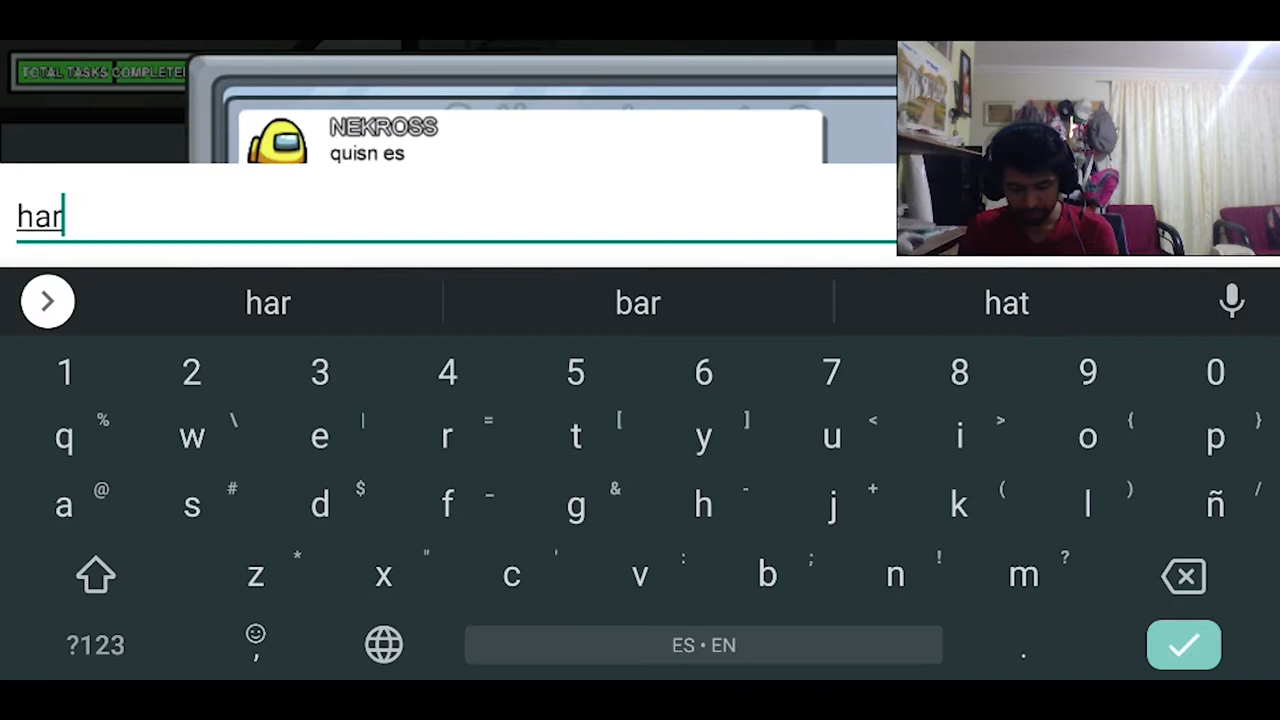 TOTAL TASKS COMPLETE
NEKROSS
quisn es
har
har bar hat
1 2 3 4 5 6 7 8 9 0
q % w \ e | r = t [ y ] u < i > o { p }
a @ s # d $ f _ g & h - j + k ( l ) ñ /
z * x " c ' v : b ; n ! m ?
?123 , ES • EN .